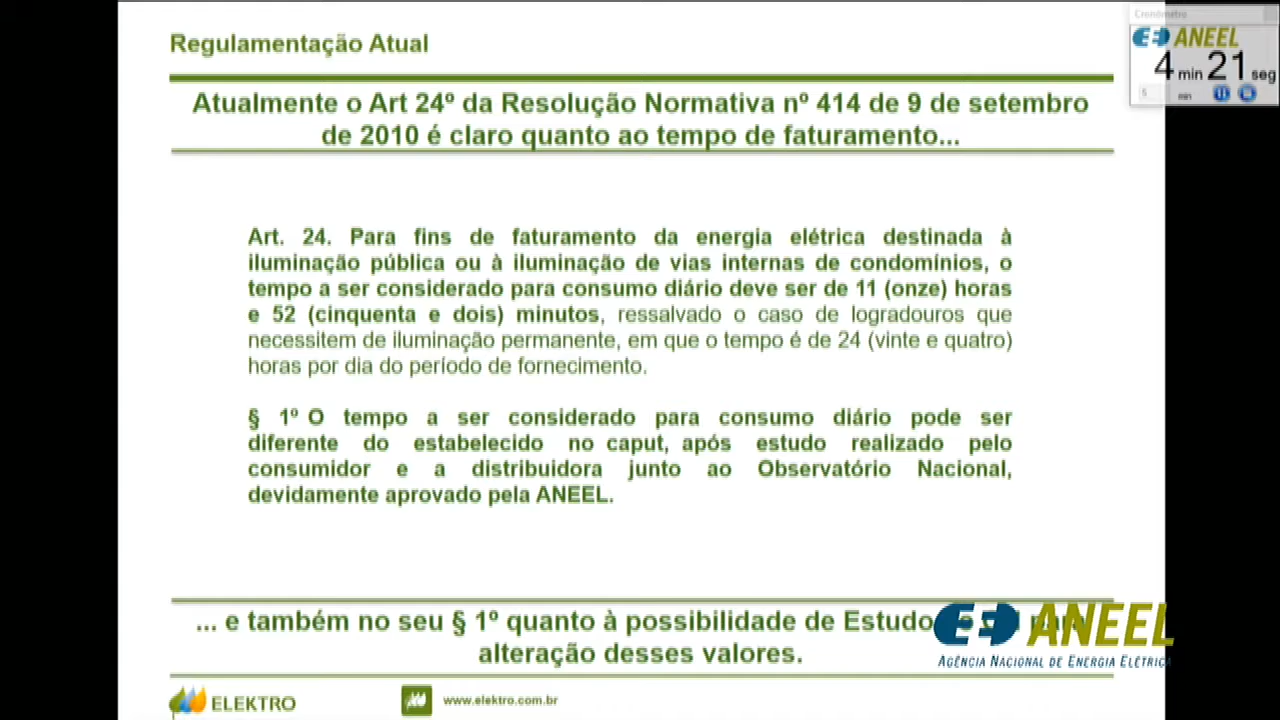 Regulamentação Atual
Cronômetro
ANEEL
4 min 21 seg
5 min
Atualmente o Art 24º da Resolução Normativa nº 414 de 9 de setembro
de 2010 é claro quanto ao tempo de faturamento...
Art. 24. Para fins de faturamento da energia elétrica destinada à
iluminação pública ou à iluminação de vias internas de condomínios, o
tempo a ser considerado para consumo diário deve ser de 11 (onze) horas
e 52 (cinquenta e dois) minutos, ressalvado o caso de logradouros que
necessitem de iluminação permanente, em que o tempo é de 24 (vinte e quatro)
horas por dia do período de fornecimento.
§ 1º O tempo a ser considerado para consumo diário pode ser
diferente do estabelecido no caput, após estudo realizado pelo
consumidor e a distribuidora junto ao Observatório Nacional,
devidamente aprovado pela ANEEL.
... e também no seu § 1º quanto à possibilidade de Estudo
alteração desses valores.
ANEEL
AGÊNCIA NACIONAL DE ENERGIA ELÉTRICA
ELEKTRO
www.elektro.com.br